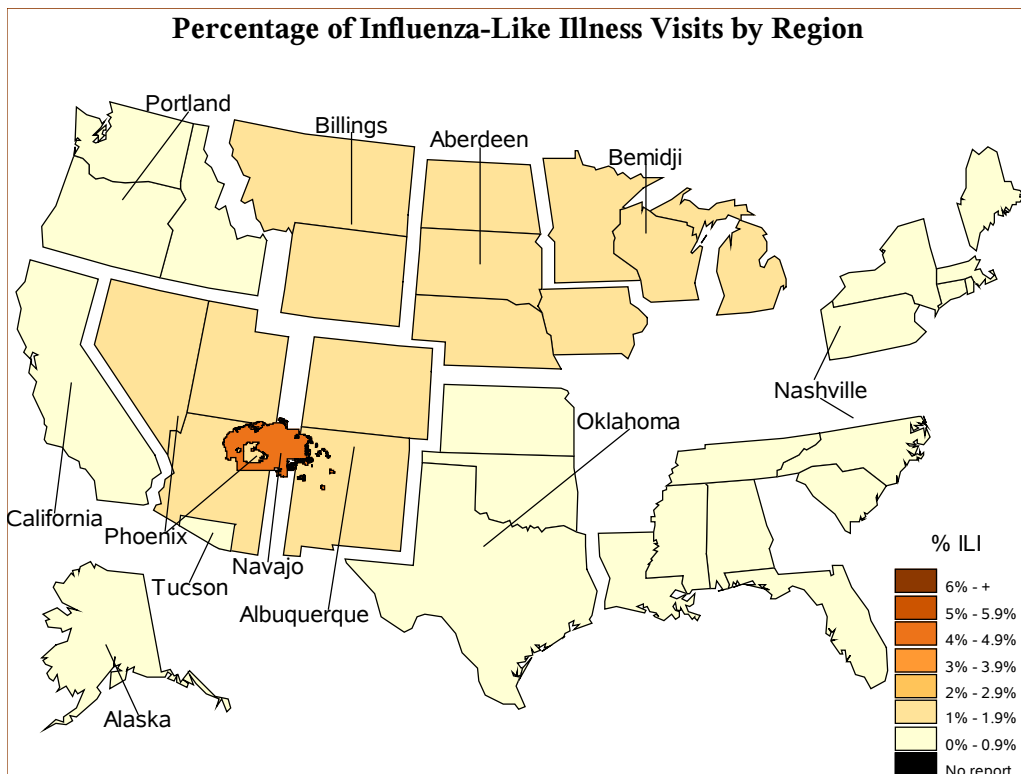 Percentage of Influenza-Like Illness Visits by Region
Portland
Billings
Aberdeen
Bemidji
Nashville
Oklahoma
California
Phoenix
Navajo
Tucson
Albuquerque
Alaska
% ILI
6% - +
5% - 5.9%
4% - 4.9%
3% - 3.9%
2% - 2.9%
1% - 1.9%
0% - 0.9%
No report